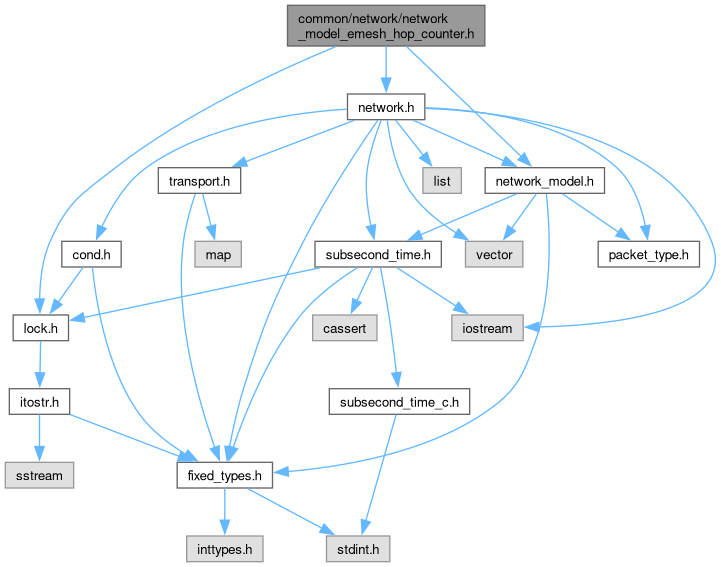 common/network/network
_model_emesh_hop_counter.h
network.h
transport.h
list
network_model.h
cond.h
map
subsecond_time.h
vector
packet_type.h
lock.h
cassert
iostream
itostr.h
subsecond_time_c.h
sstream
fixed_types.h
inttypes.h
stdint.h